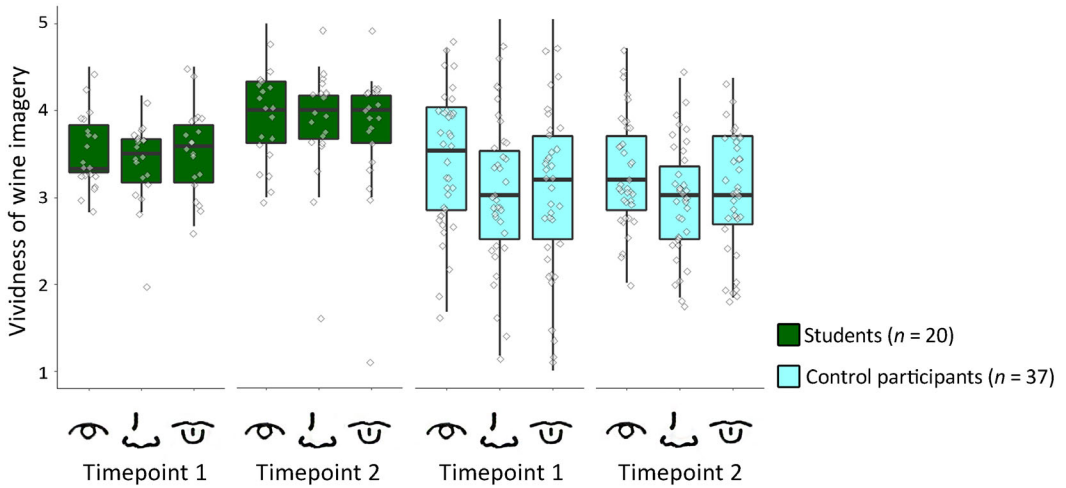 Vividness of wine imagery
5
4
3
2
1
Timepoint 1
Timepoint 2
Timepoint 1
Timepoint 2
Students (n = 20)
Control participants (n = 37)